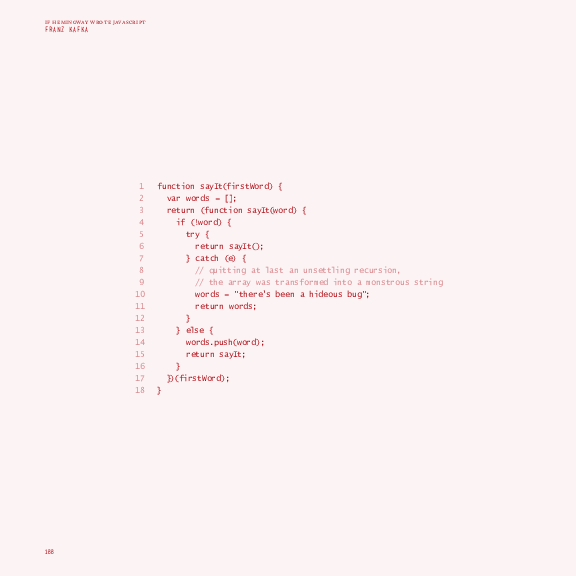 IF HEMINGWAY WROTE JAVASCRIPT
FRANZ KAFKA
1 function sayIt(firstWord) {
2 var words = [];
3 return (function sayIt(word) {
4 if (!word) {
5 try {
6 return sayIt();
7 } catch (e) {
8 // quitting at last an unsettling recursion,
9 // the array was transformed into a monstrous string
10 words = "there's been a hideous bug";
11 return words;
12 }
13 } else {
14 words.push(word);
15 return sayIt;
16 }
17 })(firstWord);
18 }
188